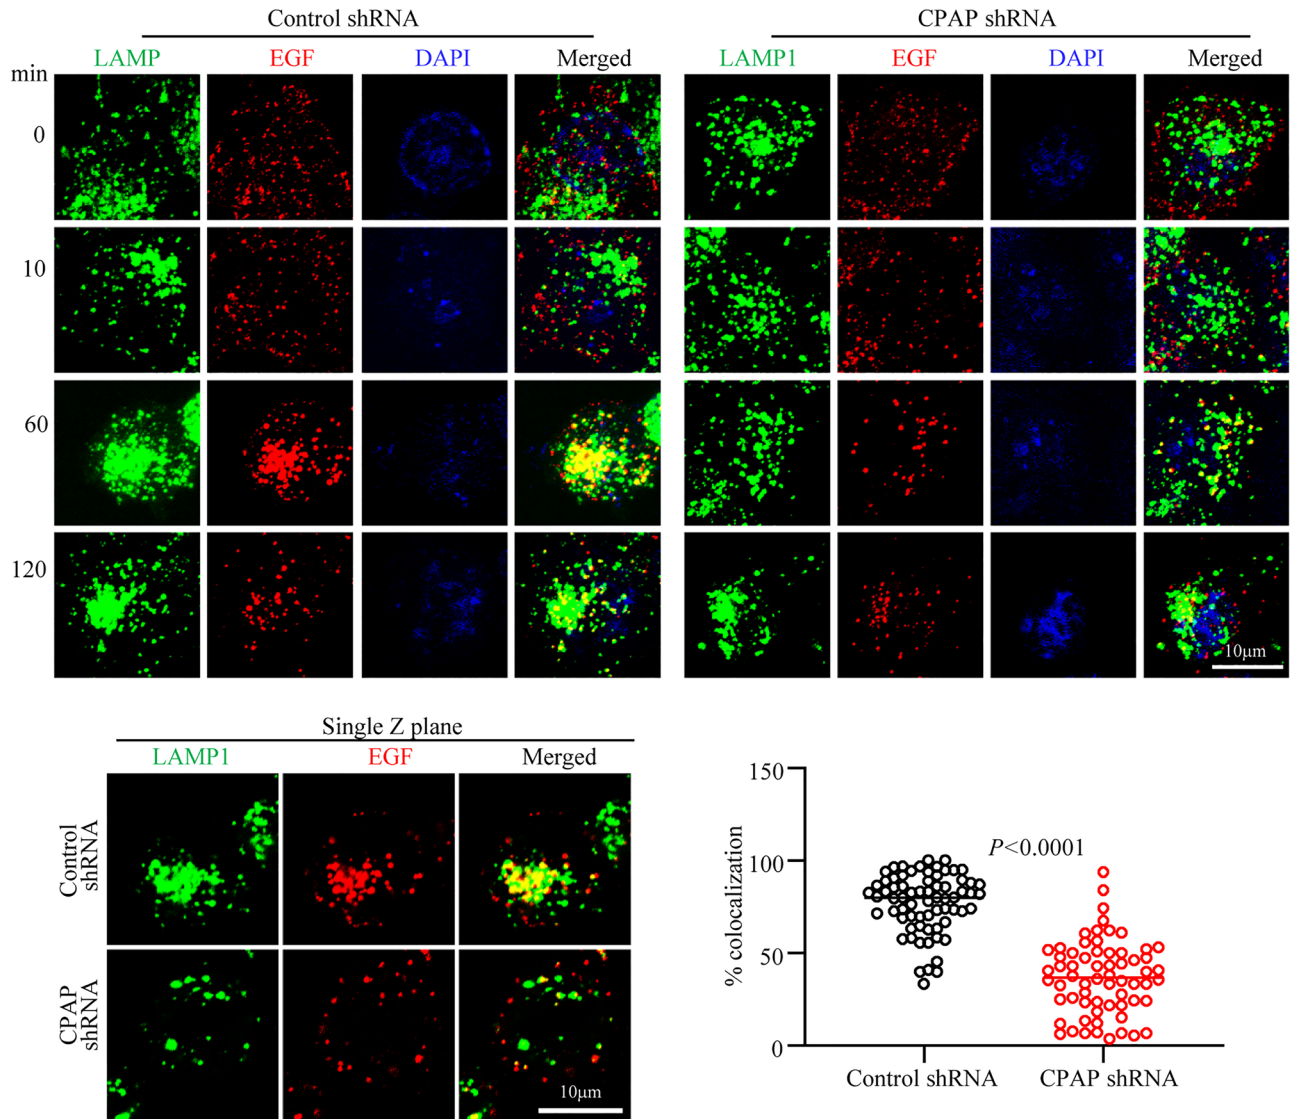 Control shRNA
CPAP shRNA
LAMP EGF DAPI Merged
LAMP1 EGF DAPI Merged
min
0
10
60
120
10μm
Single Z plane
LAMP1 EGF Merged
Control
shRNA
CPAP
shRNA
10μm
% colocalization
150
100
50
0
P<0.0001
Control shRNA
CPAP shRNA